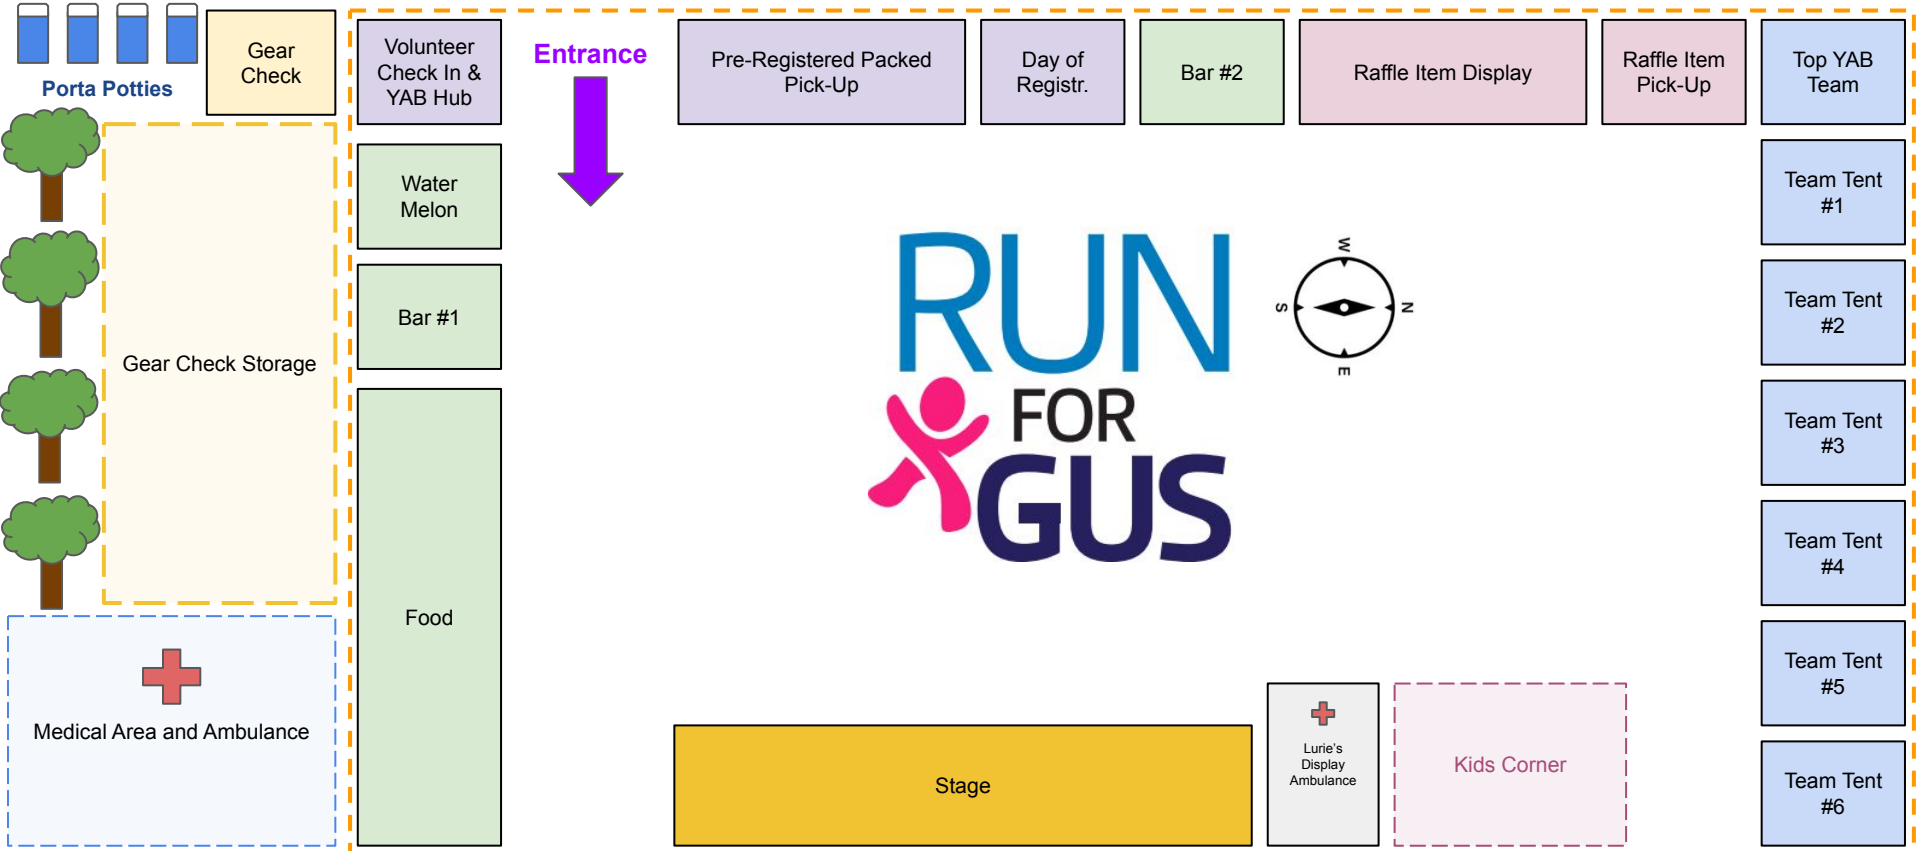 Porta Potties
Gear
Check
Volunteer
Check In &
YAB Hub
Entrance
Pre-Registered Packed
Pick-Up
Day of
Registr.
Bar #2
Raffle Item Display
Raffle Item
Pick-Up
Top YAB
Team
Water
Melon
Bar #1
Gear Check Storage
Food
Medical Area and Ambulance
RUN
FOR
GUS
W
S
N
E
Team Tent
#1
Team Tent
#2
Team Tent
#3
Team Tent
#4
Team Tent
#5
Team Tent
#6
Stage
Lurie's
Display
Ambulance
Kids Corner